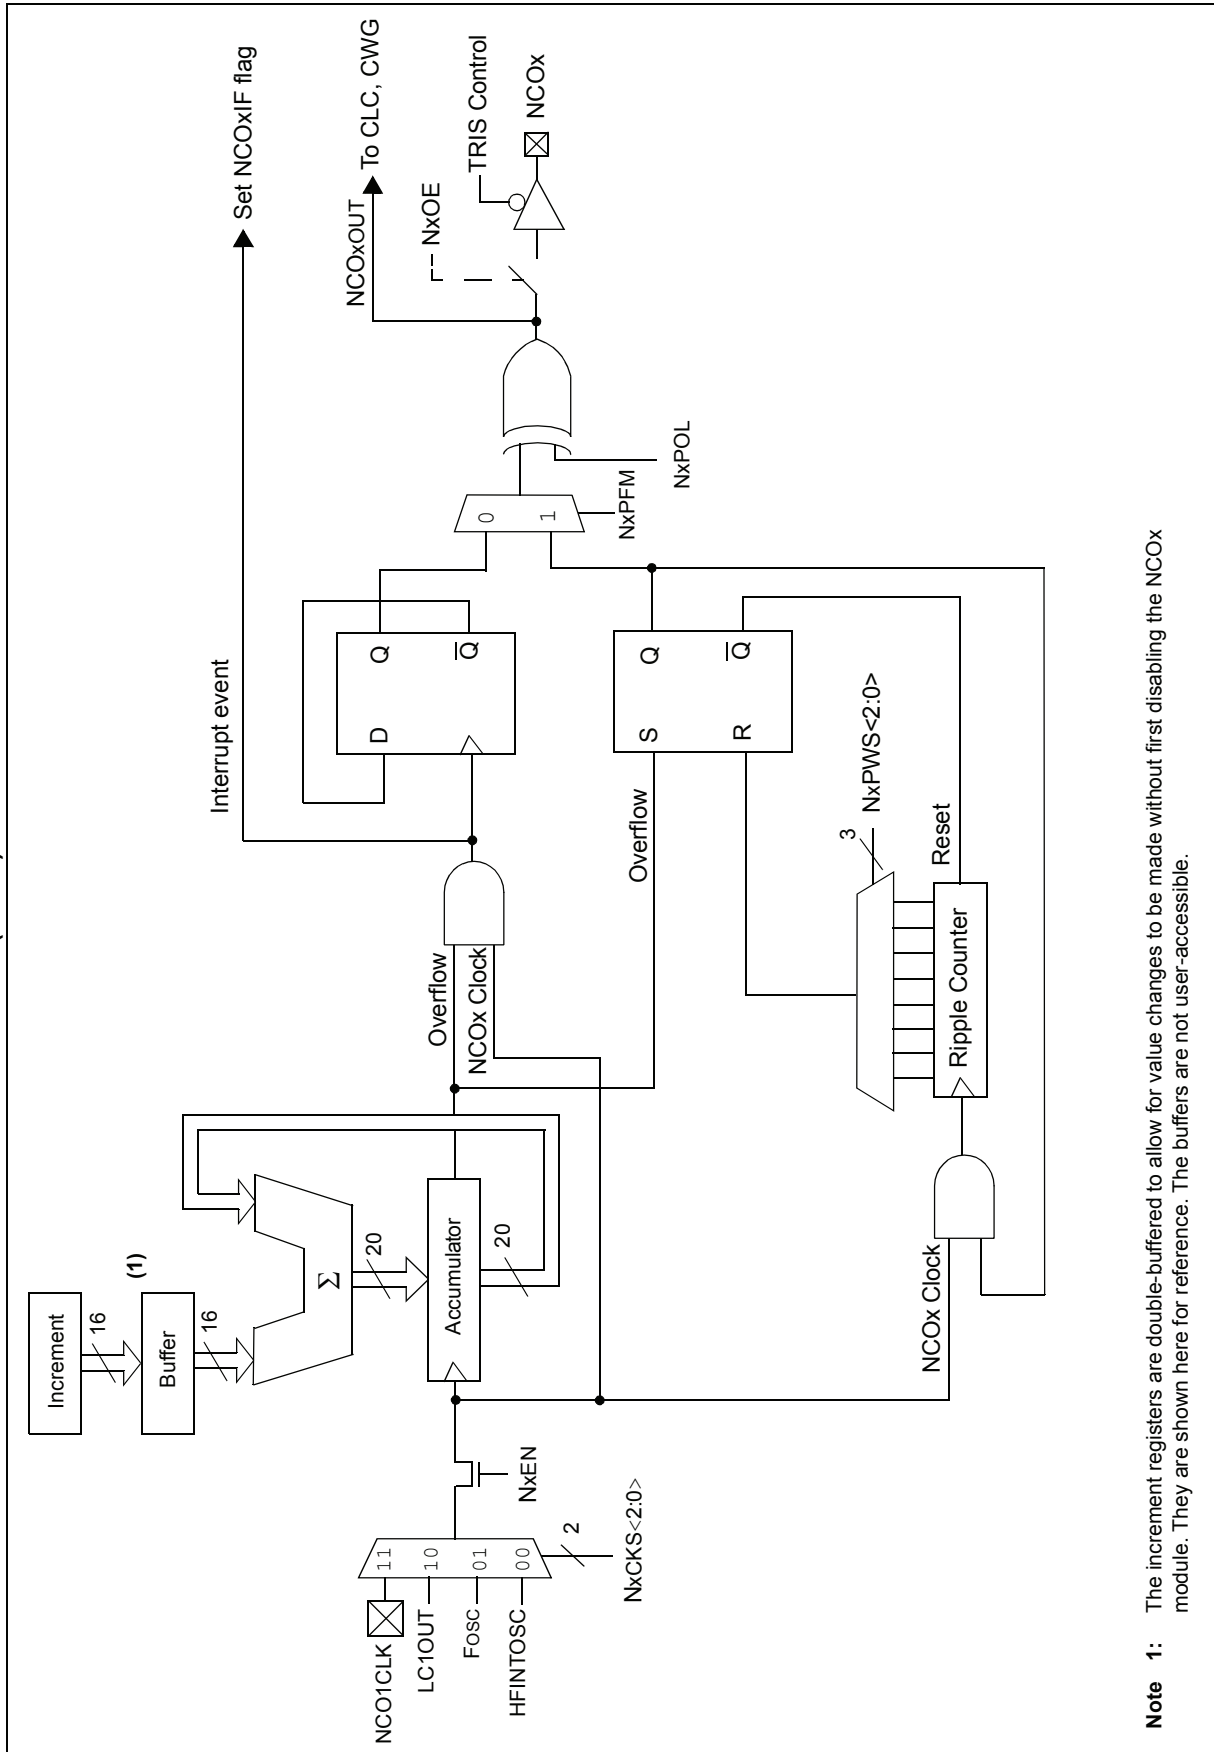 Increment
16
Buffer
(1)
16
Σ
20
Accumulator
20
NCO1CLK
LC1OUT
FOSC
HFINTOSC
11
10
01
00
2
NxCKS<2:0>
NxEN
Overflow
NCOx Clock
Interrupt event
Set NCOxIF flag
D
Q
Q
Overflow
S
Q
R
Q
NxPWS<2:0>
3
Ripple Counter
Reset
NCOx Clock
0
1
NxPFM
NxPOL
NCOxOUT
To CLC, CWG
NxOE
TRIS Control
NCOx
Note 1: The increment registers are double-buffered to allow for value changes to be made without first disabling the NCOx
module. They are shown here for reference. The buffers are not user-accessible.